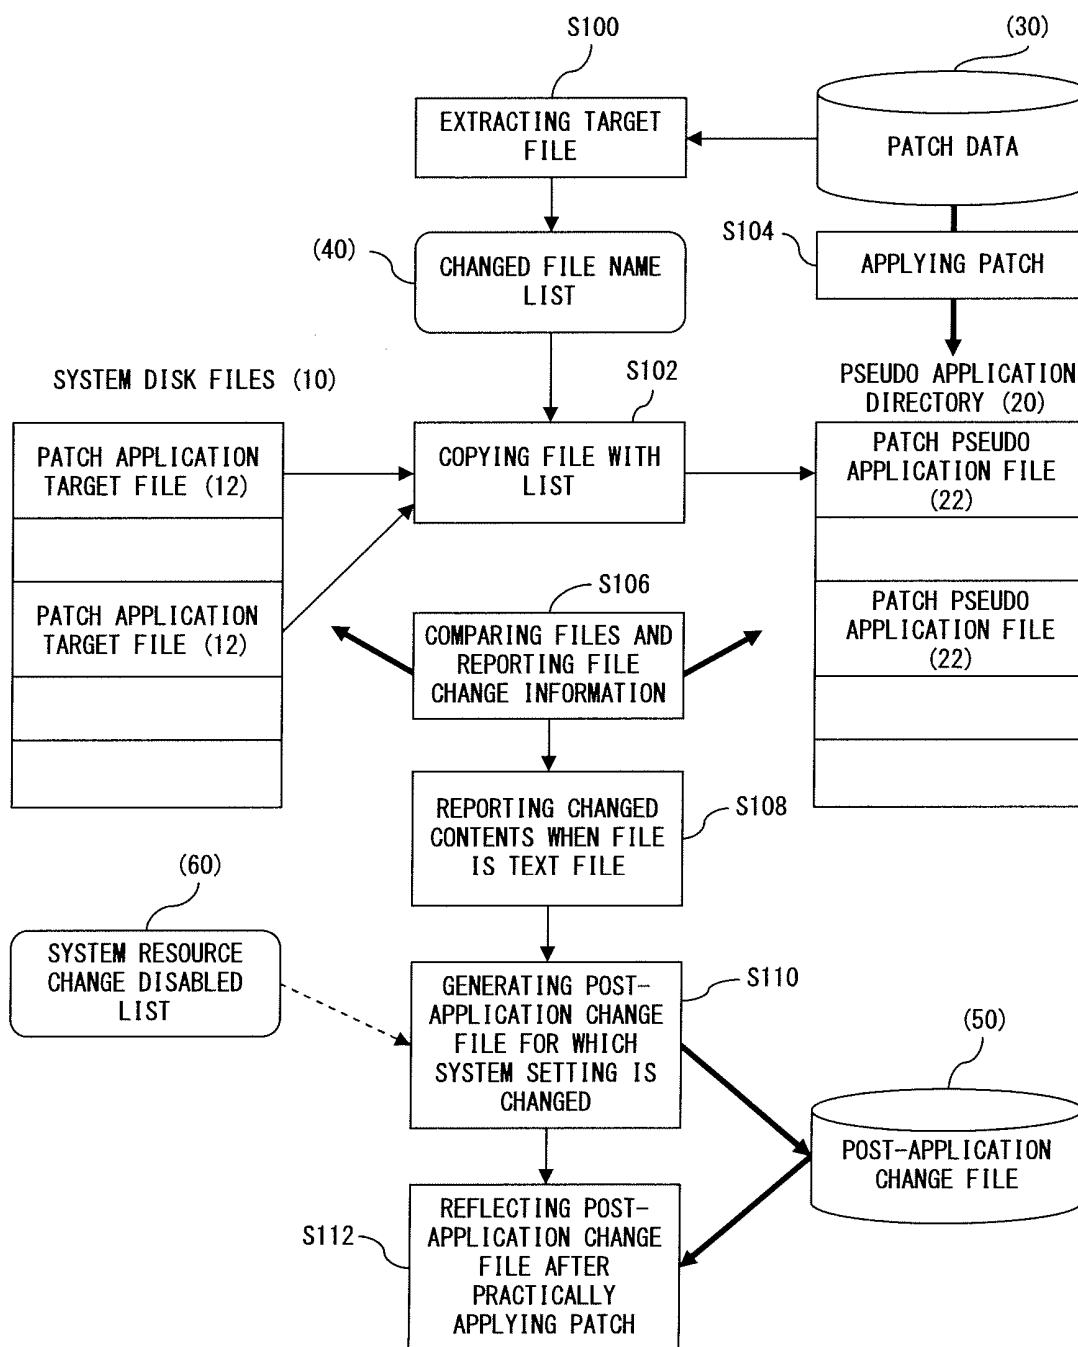 S100
(30)
EXTRACTING TARGET
FILE
PATCH DATA
S104
APPLYING PATCH
(40)
CHANGED FILE NAME
LIST
SYSTEM DISK FILES (10)
S102
PSEUDO APPLICATION
DIRECTORY (20)
PATCH APPLICATION
TARGET FILE (12)
COPYING FILE WITH
LIST
PATCH PSEUDO
APPLICATION FILE
(22)
S106
PATCH APPLICATION
TARGET FILE (12)
COMPARING FILES AND
REPORTING FILE
CHANGE INFORMATION
PATCH PSEUDO
APPLICATION FILE
(22)
REPORTING CHANGED
CONTENTS WHEN FILE
IS TEXT FILE
S108
(60)
SYSTEM RESOURCE
CHANGE DISABLED
LIST
GENERATING POST-
APPLICATION CHANGE
FILE FOR WHICH
SYSTEM SETTING IS
CHANGED
S110
(50)
POST-APPLICATION
CHANGE FILE
S112
REFLECTING POST-
APPLICATION CHANGE
FILE AFTER
PRACTICALLY
APPLYING PATCH